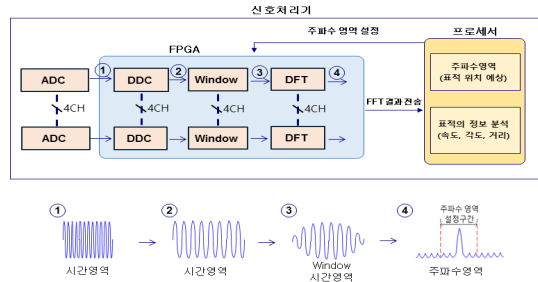 신호처리기
주파수 영역 설정
프로세서
FPGA
ADC
1
DDC
2
Window
3
DFT
4
주파수영역
(표적 위치 예상)
4CH
4CH
4CH
4CH
FFT 결과 전송
ADC
DDC
Window
DFT
표적의 정보 분석
(속도, 각도, 거리)
1
2
3
4
주파수 영역
설정구간
시간영역
시간영역
Window
시간영역
주파수영역